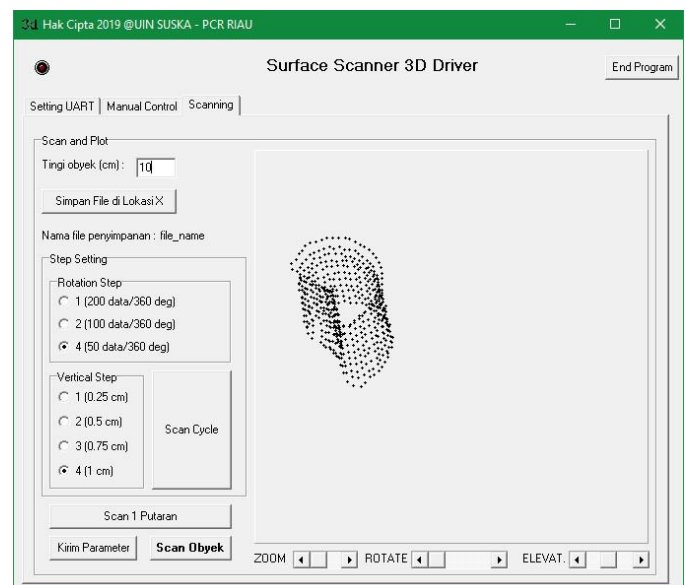 3d Hak Cipta 2019 @UIN SUSKA - PCR RIAU
Surface Scanner 3D Driver
End Program
Setting UART
Manual Control
Scanning
Scan and Plot
Tingi obyek (cm) : 10
Simpan File di Lokasi X
Nama file penyimpanan : file_name
Step Setting
Rotation Step
1 (200 data/360 deg)
2 (100 data/360 deg)
4 (50 data/360 deg)
Vertical Step
1 (0.25 cm)
2 (0.5 cm)
3 (0.75 cm)
4 (1 cm)
Scan Cycle
Scan 1 Putaran
Kirim Parameter
Scan Obyek
ZOOM
ROTATE
ELEVAT.